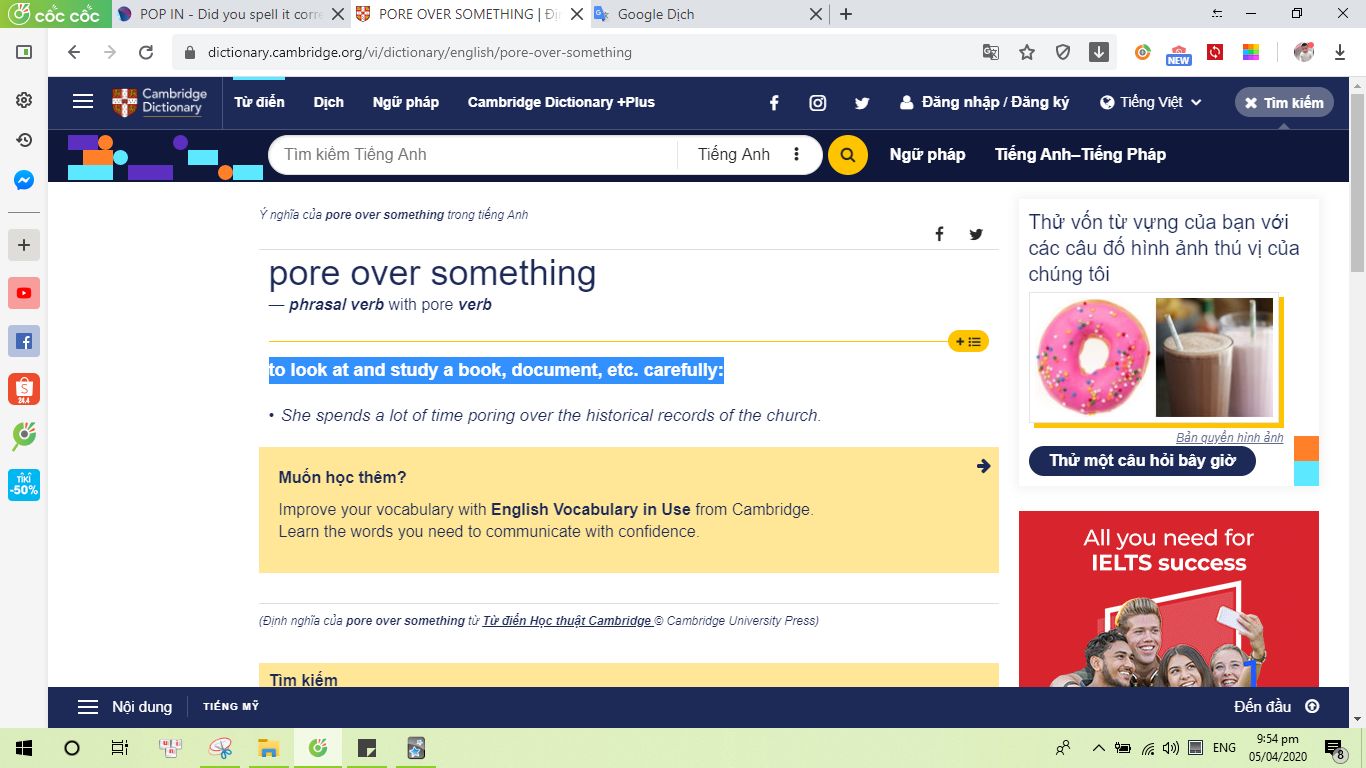 cốc cốc
POP IN - Did you spell it corre
PORE OVER SOMETHING | Đị
Google Dịch
dictionary.cambridge.org/vi/dictionary/english/pore-over-something
NEW
Cambridge
Dictionary
Từ điển
Dịch
Ngữ pháp
Cambridge Dictionary +Plus
Đăng nhập / Đăng ký
Tiếng Việt
Tìm kiếm
Tìm kiếm Tiếng Anh
Tiếng Anh
Ngữ pháp
Tiếng Anh–Tiếng Pháp
Ý nghĩa của pore over something trong tiếng Anh
pore over something
— phrasal verb with pore verb
to look at and study a book, document, etc. carefully:
• She spends a lot of time poring over the historical records of the church.
Muốn học thêm?
Improve your vocabulary with English Vocabulary in Use from Cambridge.
Learn the words you need to communicate with confidence.
(Định nghĩa của pore over something từ Từ điển Học thuật Cambridge © Cambridge University Press)
Tìm kiếm
Thử vốn từ vựng của bạn với
các câu đố hình ảnh thú vị của
chúng tôi
Bản quyền hình ảnh
Thử một câu hỏi bây giờ
All you need for
IELTS success
1
24.4
TIKI
-50%
Nội dung
TIẾNG MỸ
Đến đầu
ENG
9:54 pm
05/04/2020
8